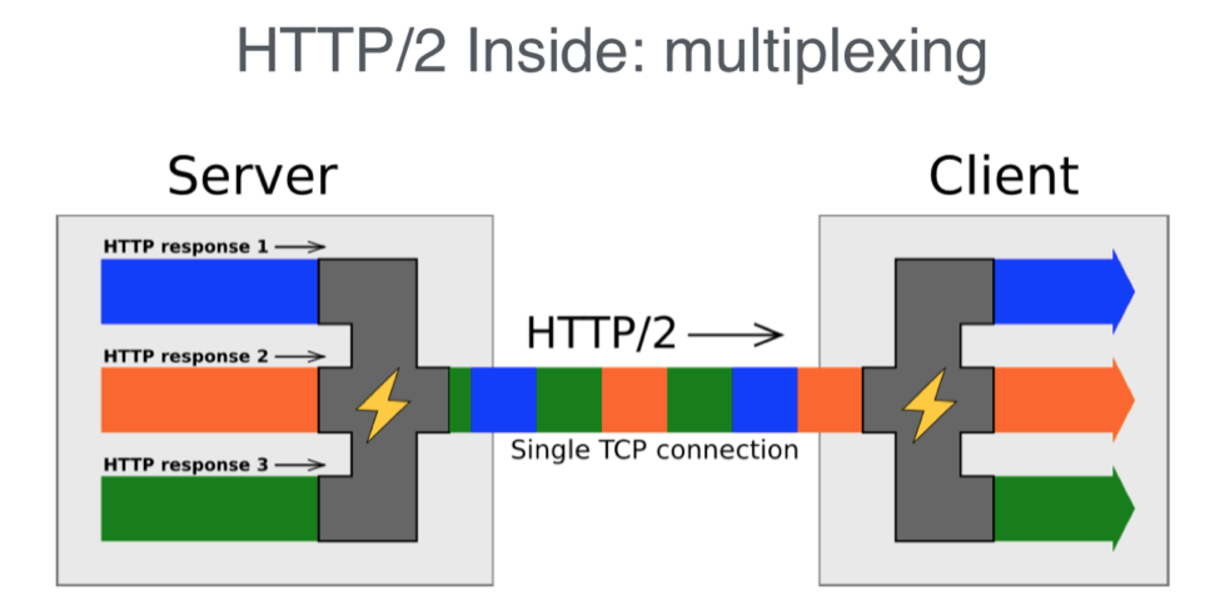 HTTP/2 Inside: multiplexing
Server
Client
HTTP response 1
HTTP/2
HTTP response 2
Single TCP connection
HTTP response 3